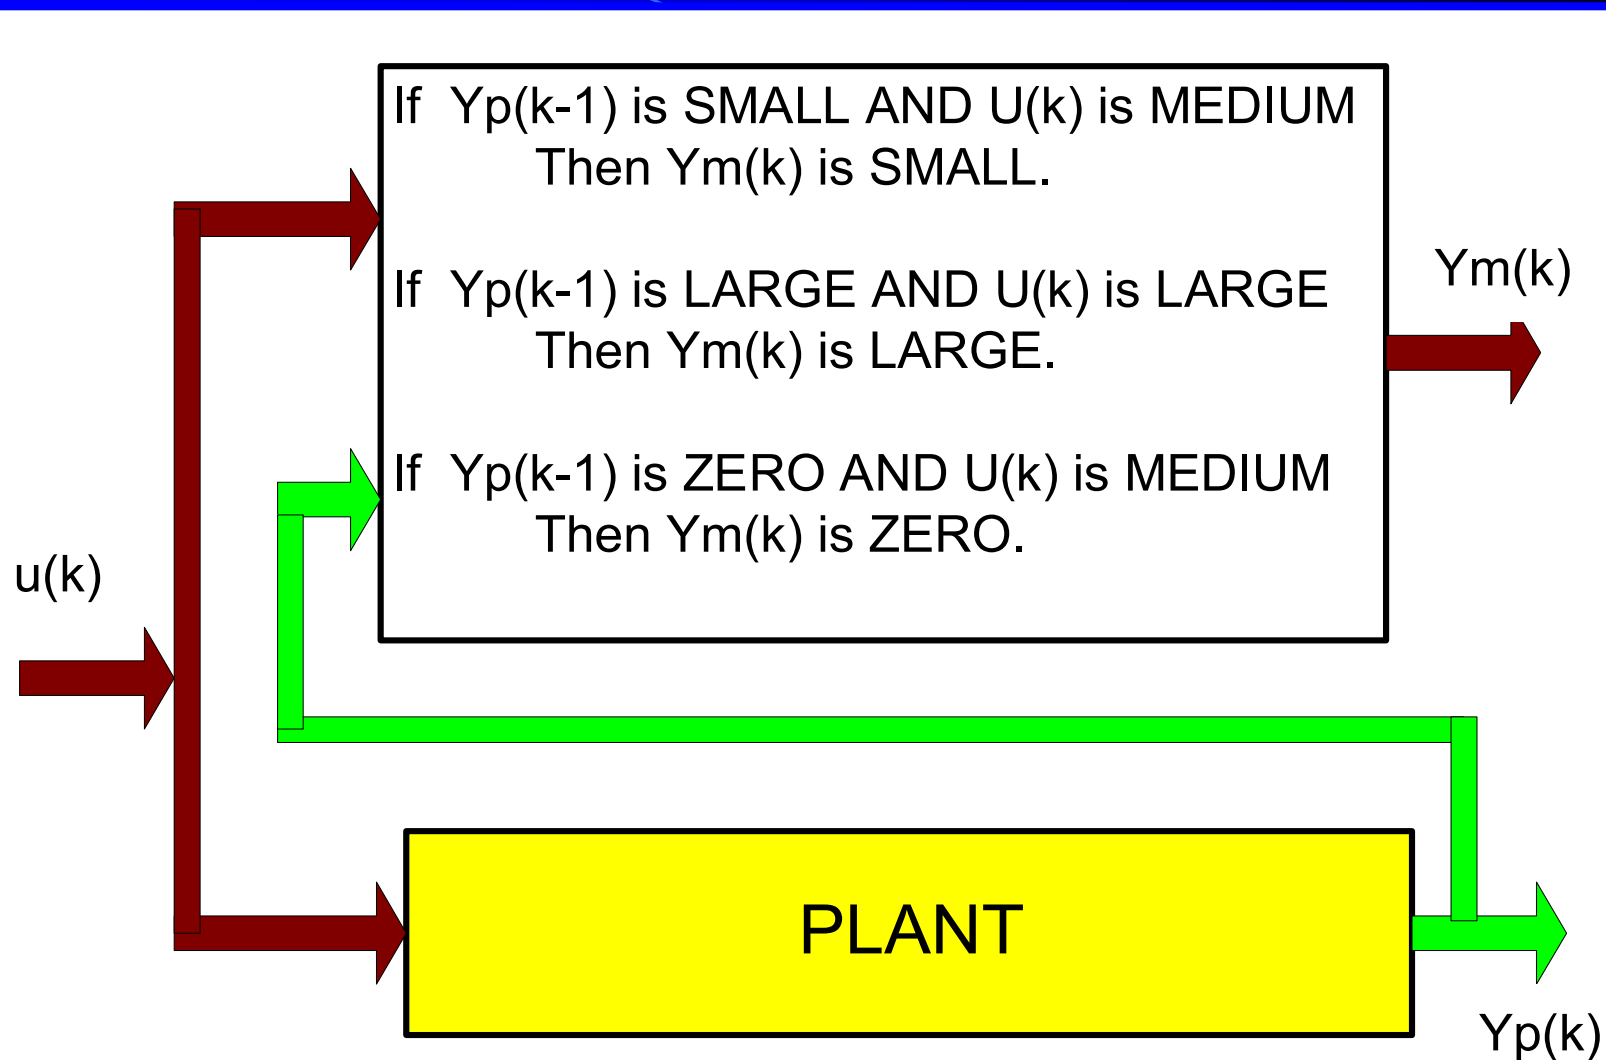 If Yp(k-1) is SMALL AND U(k) is MEDIUM
Then Ym(k) is SMALL.
If Yp(k-1) is LARGE AND U(k) is LARGE
Then Ym(k) is LARGE.
If Yp(k-1) is ZERO AND U(k) is MEDIUM
Then Ym(k) is ZERO.
Ym(k)
u(k)
PLANT
Yp(k)